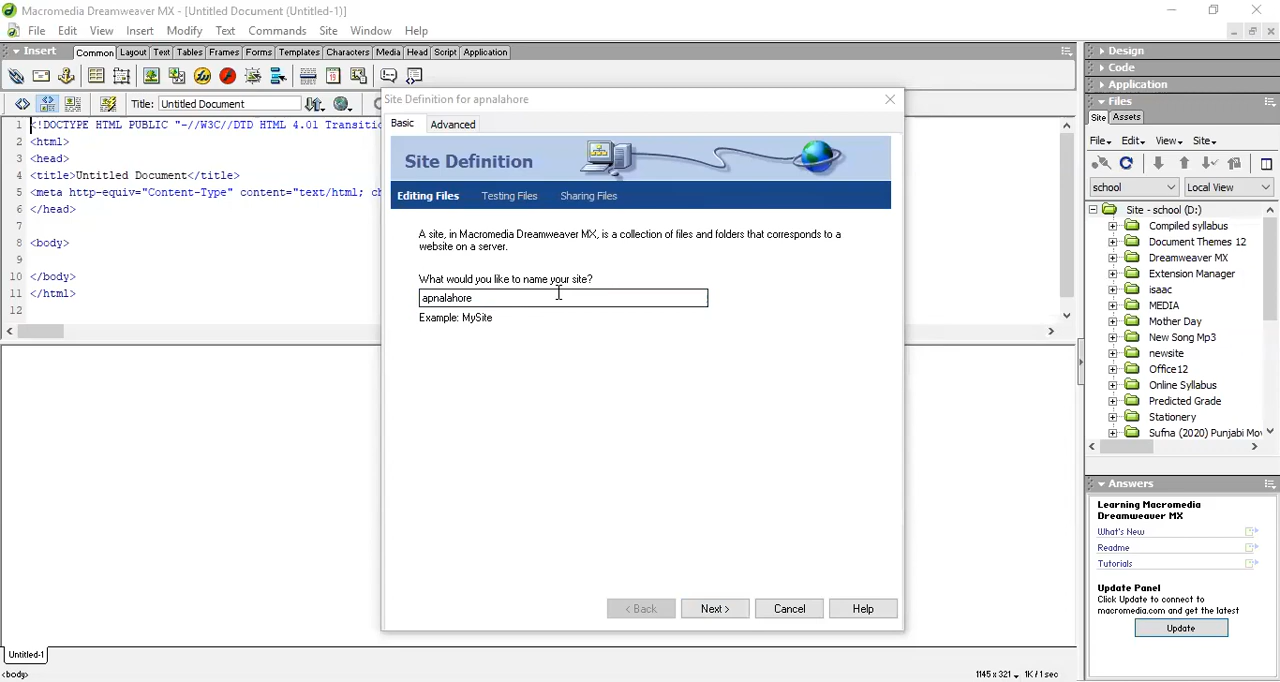 Macromedia Dreamweaver MX - [Untitled Document (Untitled-1)]
File Edit View Insert Modify Text Commands Site Window Help
Insert Common Layout Text Tables Frames Forms Templates Characters Media Head Script Application
Title: Untitled Document
1 <!DOCTYPE HTML PUBLIC "-//W3C//DTD HTML 4.01 Transitic
2 <html>
3 <head>
4 <title>Untitled Document</title>
5 <meta http-equiv="Content-Type" content="text/html; ch
6 </head>
7
8 <body>
9
10 </body>
11 </html>
12
Site Definition for apnalahore
Basic Advanced
Site Definition
Editing Files Testing Files Sharing Files
A site, in Macromedia Dreamweaver MX, is a collection of files and folders that corresponds to a
website on a server.
What would you like to name your site?
apnalahore
Example: MySite
< Back Next > Cancel Help
Design
Code
Application
Files
Site Assets
File Edit View Site
school Local View
Site - school (D:)
Compiled syllabus
Document Themes 12
Dreamweaver MX
Extension Manager
isaac
MEDIA
Mother Day
New Song Mp3
newsite
Office12
Online Syllabus
Predicted Grade
Stationery
Sufna (2020) Punjabi Mov
Answers
Learning Macromedia
Dreamweaver MX
What's New
Readme
Tutorials
Update Panel
Click Update to connect to
macromedia.com and get the latest
Update
Untitled-1
<body>
1145 x 321 1K / 1 sec